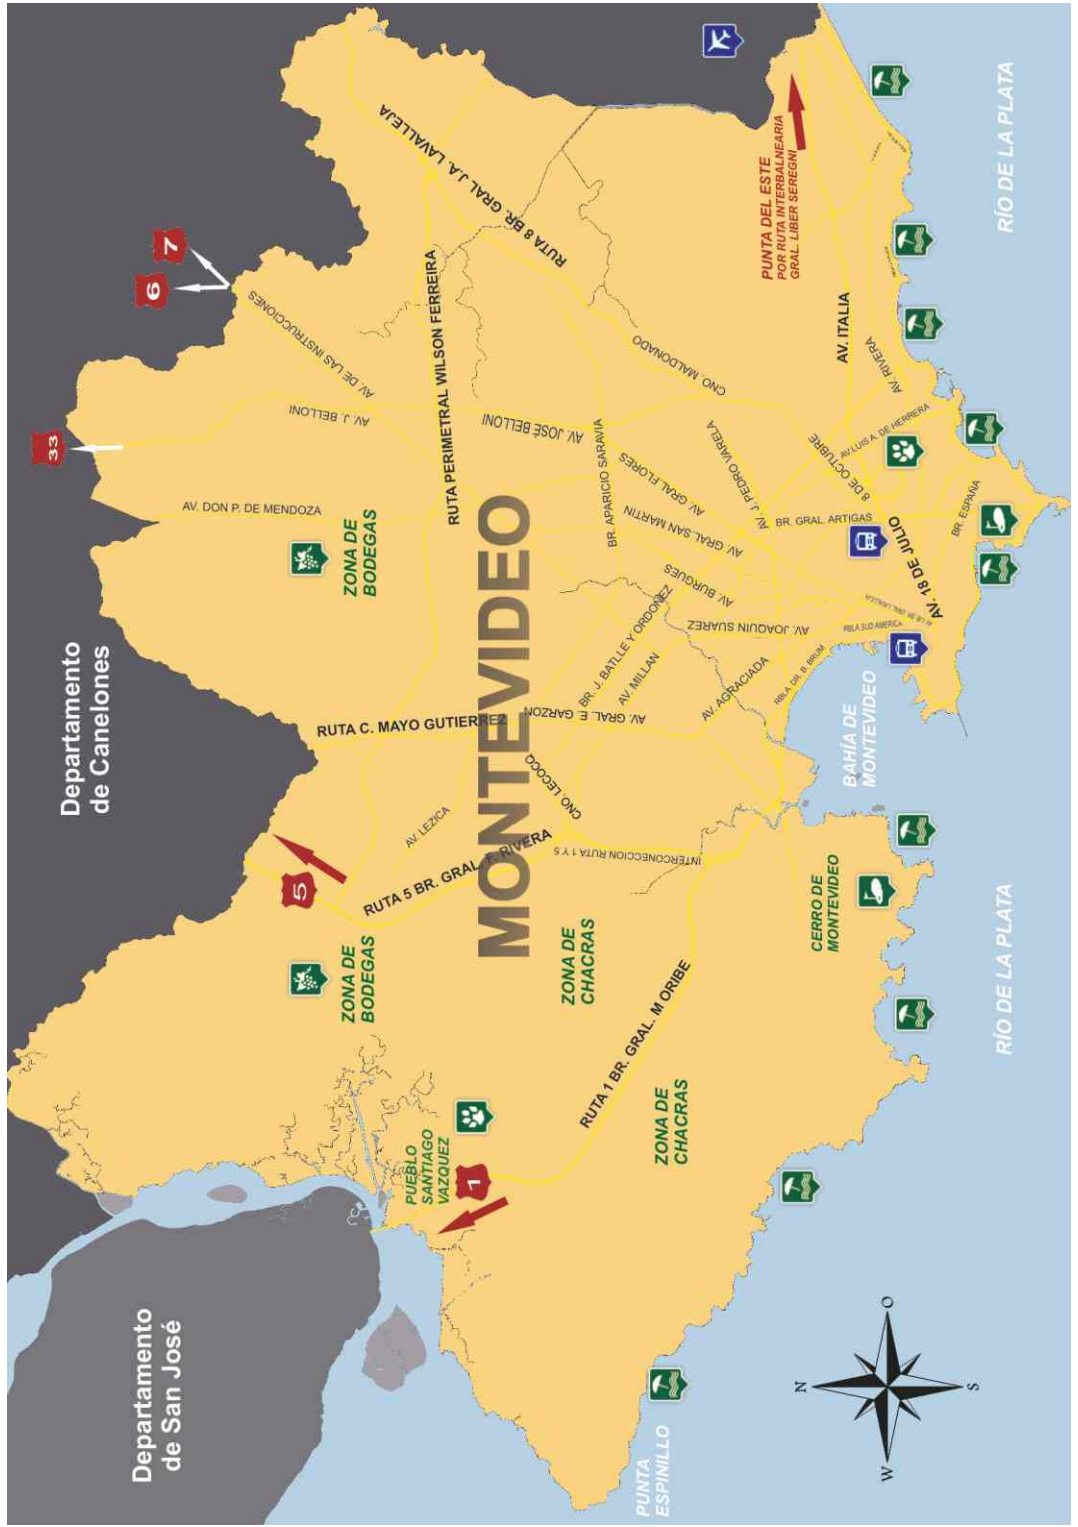 Departamento
de San José
Departamento
de Canelones
33
6
7
5
1
MONTEVIDEO
ZONA DE
BODEGAS
ZONA DE
BODEGAS
ZONA DE
CHACRAS
ZONA DE
CHACRAS
PUEBLO
SANTIAGO
VAZQUEZ
CERRO DE
MONTEVIDEO
PUNTA
ESPINILLO
BAHÍA DE
MONTEVIDEO
RÍO DE LA PLATA
RÍO DE LA PLATA
PUNTA DEL ESTE
POR RUTA INTERBALNEARIA
GRAL. LIBER SEREGNI
RUTA 8 BR. GRAL J.A. LAVALLEJA
RUTA PERIMETRAL WILSON FERREIRA
AV. DE LAS INSTRUCCIONES
AV. J. BELLONI
AV. JOSÉ BELLONI
AV. DON P. DE MENDOZA
RUTA C. MAYO GUTIERREZ
AV. LEZICA
RUTA 5 BR. GRAL. F. RIVERA
CNO. LECOCQ
INTERCONECCION RUTA 1 Y 5
RUTA 1 BR. GRAL. M ORIBE
AV. GRAL. E. GARZON
BR. J. BATLLE Y ORDOÑEZ
AV. MILLAN
AV. AGRACIADA
RBLA. DR. B. BRUM
AV. JOAQUIN SUAREZ
AV. BURGUES
AV. GRAL. SAN MARTIN
AV. GRAL.FLORES
BR. APARICIO SARAVIA
CNO. MALDONADO
AV. J. PEDRO VARELA
8 DE OCTUBRE
AV.LUIS A. DE HERRERA
AV. RIVERA
AV. ITALIA
BR. GRAL. ARTIGAS
BR. ESPAÑA
AV. 18 DE JULIO
RBLA.SUD AMERICA
N
O
S
W